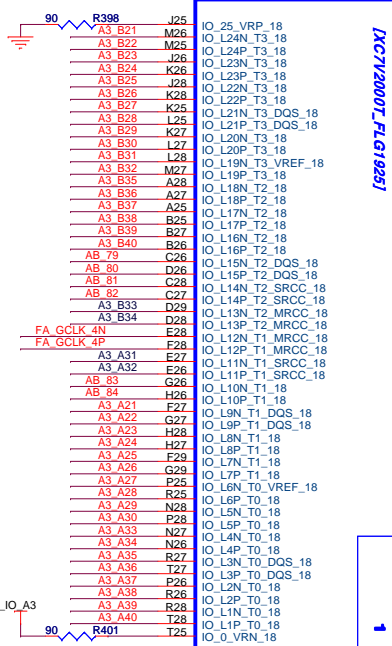 [XC7V2000T_FLG1925]
90 R398 J25 IO_25_VRP_18
A3_B21 M26 IO_L24N_T3_18
A3_B22 M25 IO_L24P_T3_18
A3_B23 J26 IO_L23N_T3_18
A3_B24 K26 IO_L23P_T3_18
A3_B25 J28 IO_L22N_T3_18
A3_B26 K28 IO_L22P_T3_18
A3_B27 K25 IO_L21N_T3_DQS_18
A3_B28 L25 IO_L21P_T3_DQS_18
A3_B29 K27 IO_L20N_T3_18
A3_B30 L27 IO_L20P_T3_18
A3_B31 L28 IO_L19N_T3_VREF_18
A3_B32 M27 IO_L19P_T3_18
A3_B35 A28 IO_L18N_T2_18
A3_B36 A27 IO_L18P_T2_18
A3_B37 A25 IO_L17N_T2_18
A3_B38 B25 IO_L17P_T2_18
A3_B39 B27 IO_L16N_T2_18
A3_B40 B26 IO_L16P_T2_18
AB_79 C26 IO_L15N_T2_DQS_18
AB_80 D26 IO_L15P_T2_DQS_18
AB_81 C28 IO_L14N_T2_SRCC_18
AB_82 C27 IO_L14P_T2_SRCC_18
A3_B33 D29 IO_L13N_T2_MRCC_18
A3_B34 D28 IO_L13P_T2_MRCC_18
FA_GCLK_4N E28 IO_L12N_T1_MRCC_18
FA_GCLK_4P F28 IO_L12P_T1_MRCC_18
A3_A31 E27 IO_L11N_T1_SRCC_18
A3_A32 E26 IO_L11P_T1_SRCC_18
AB_83 G26 IO_L10N_T1_18
AB_84 H26 IO_L10P_T1_18
A3_A21 F27 IO_L9N_T1_DQS_18
A3_A22 G27 IO_L9P_T1_DQS_18
A3_A23 H28 IO_L8N_T1_18
A3_A24 H27 IO_L8P_T1_18
A3_A25 F29 IO_L7N_T1_18
A3_A26 G29 IO_L7P_T1_18
A3_A27 P25 IO_L6N_T0_VREF_18
A3_A28 R25 IO_L6P_T0_18
A3_A29 N28 IO_L5N_T0_18
A3_A30 P28 IO_L5P_T0_18
A3_A33 N27 IO_L4N_T0_18
A3_A34 N26 IO_L4P_T0_18
A3_A35 R27 IO_L3N_T0_DQS_18
A3_A36 T27 IO_L3P_T0_DQS_18
A3_A37 P26 IO_L2N_T0_18
A3_A38 R26 IO_L2P_T0_18
_IO_A3 A3_A39 R28 IO_L1N_T0_18
A3_A40 T28 IO_L1P_T0_18
90 R401 T25 IO_0_VRN_18
1